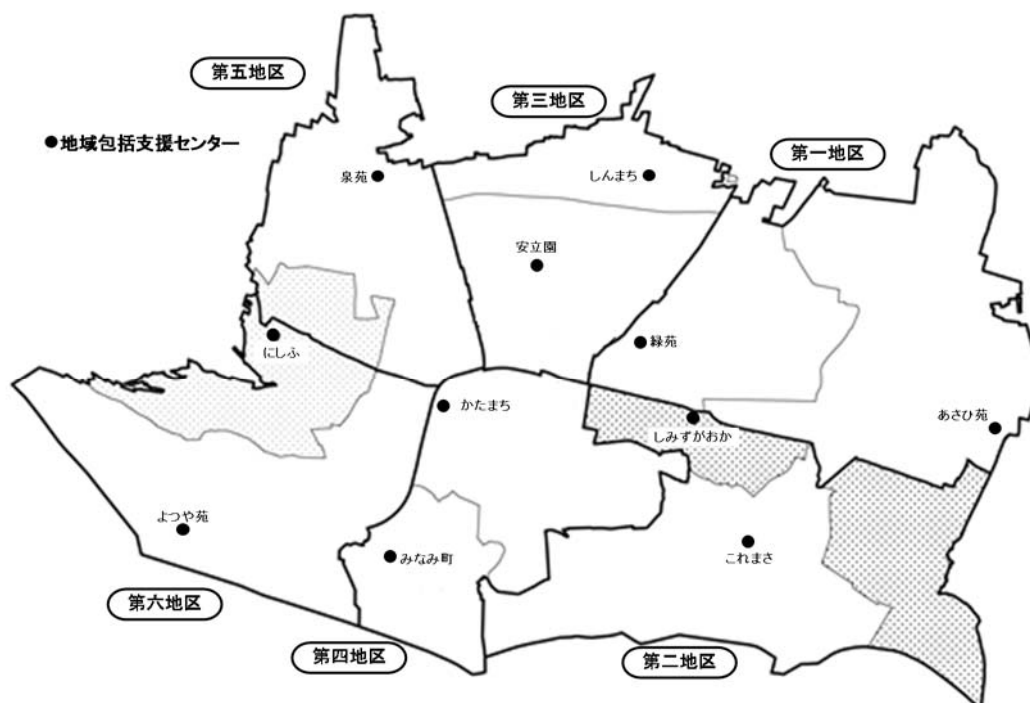 第五地区
第三地区
第一地区
●地域包括支援センター
泉苑
しんまち
安立園
緑苑
にしふ
かたまち
しみずがおか
あさひ苑
よつや苑
みなみ町
これまさ
第六地区
第四地区
第二地区